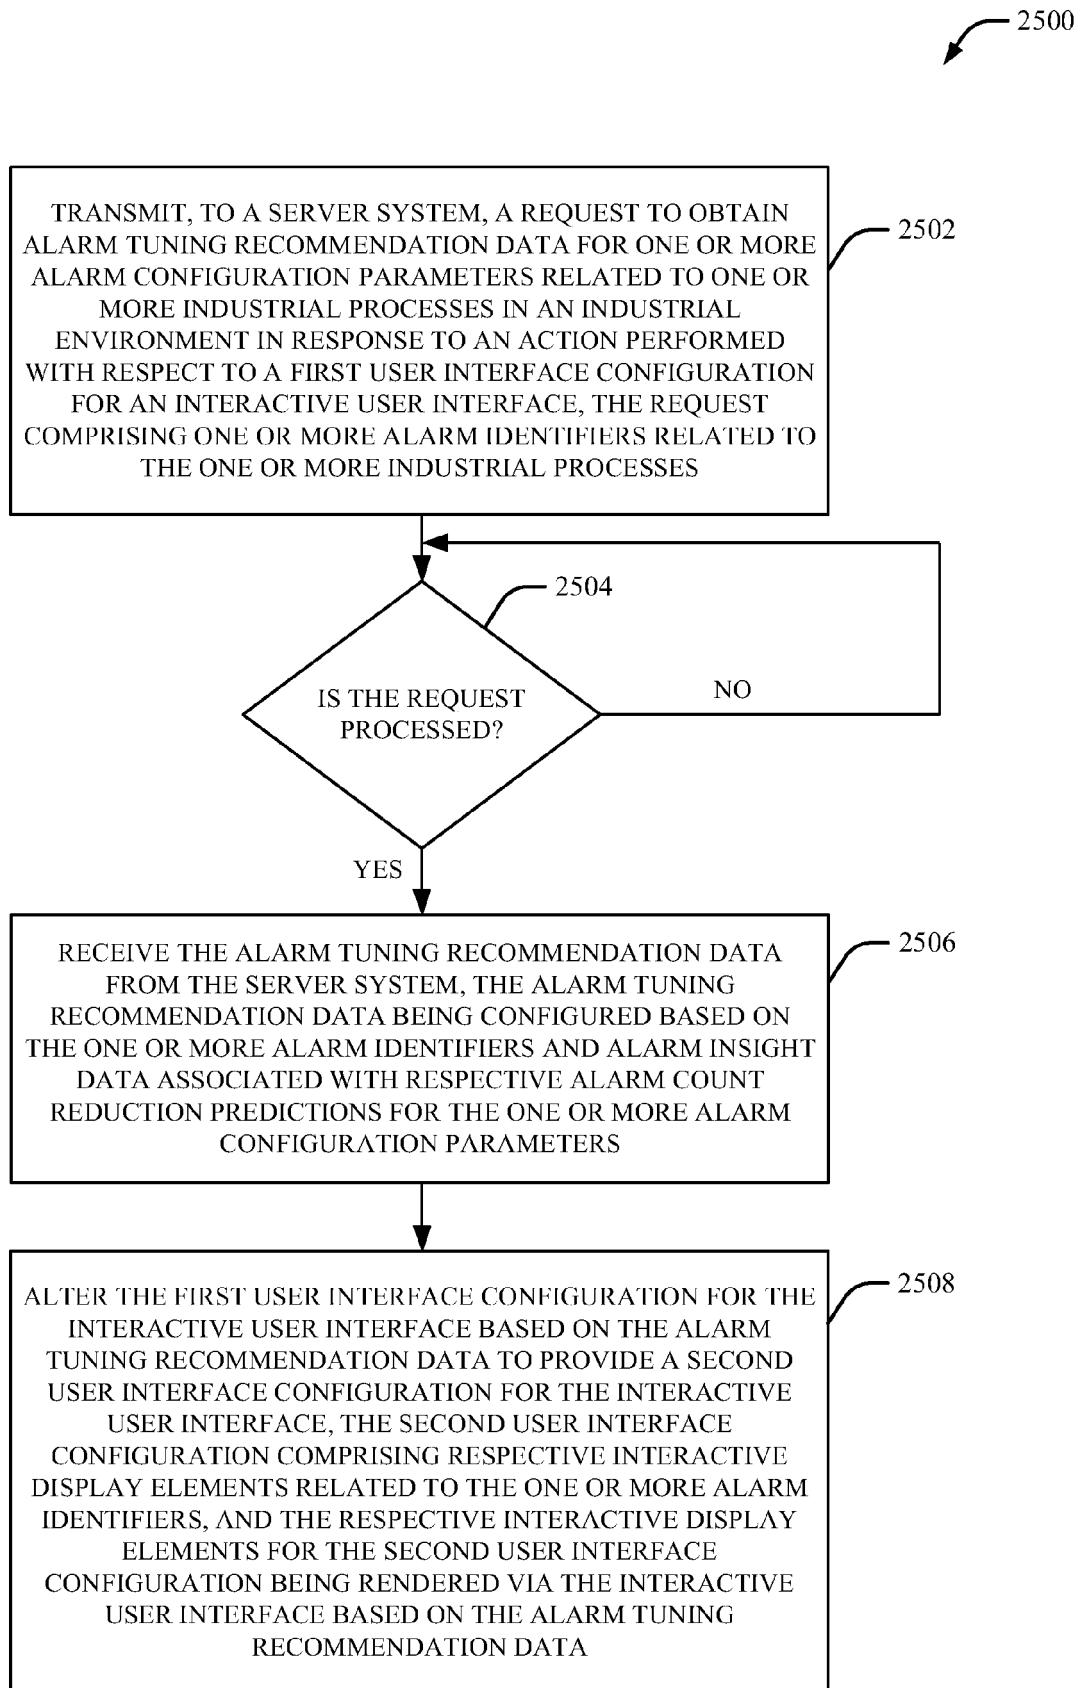 2500
TRANSMIT, TO A SERVER SYSTEM, A REQUEST TO OBTAIN
ALARM TUNING RECOMMENDATION DATA FOR ONE OR MORE
ALARM CONFIGURATION PARAMETERS RELATED TO ONE OR
MORE INDUSTRIAL PROCESSES IN AN INDUSTRIAL
ENVIRONMENT IN RESPONSE TO AN ACTION PERFORMED
WITH RESPECT TO A FIRST USER INTERFACE CONFIGURATION
FOR AN INTERACTIVE USER INTERFACE, THE REQUEST
COMPRISING ONE OR MORE ALARM IDENTIFIERS RELATED TO
THE ONE OR MORE INDUSTRIAL PROCESSES
2502
2504
IS THE REQUEST
PROCESSED?
NO
YES
RECEIVE THE ALARM TUNING RECOMMENDATION DATA
FROM THE SERVER SYSTEM, THE ALARM TUNING
RECOMMENDATION DATA BEING CONFIGURED BASED ON
THE ONE OR MORE ALARM IDENTIFIERS AND ALARM INSIGHT
DATA ASSOCIATED WITH RESPECTIVE ALARM COUNT
REDUCTION PREDICTIONS FOR THE ONE OR MORE ALARM
CONFIGURATION PARAMETERS
2506
ALTER THE FIRST USER INTERFACE CONFIGURATION FOR THE
INTERACTIVE USER INTERFACE BASED ON THE ALARM
TUNING RECOMMENDATION DATA TO PROVIDE A SECOND
USER INTERFACE CONFIGURATION FOR THE INTERACTIVE
USER INTERFACE, THE SECOND USER INTERFACE
CONFIGURATION COMPRISING RESPECTIVE INTERACTIVE
DISPLAY ELEMENTS RELATED TO THE ONE OR MORE ALARM
IDENTIFIERS, AND THE RESPECTIVE INTERACTIVE DISPLAY
ELEMENTS FOR THE SECOND USER INTERFACE
CONFIGURATION BEING RENDERED VIA THE INTERACTIVE
USER INTERFACE BASED ON THE ALARM TUNING
RECOMMENDATION DATA
2508